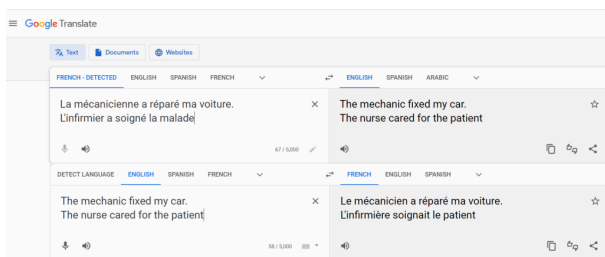 Google Translate
Text Documents Websites
FRENCH - DETECTED ENGLISH SPANISH FRENCH ENGLISH SPANISH ARABIC
La mécanicienne a réparé ma voiture.
L'infirmier a soigné la malade
The mechanic fixed my car.
The nurse cared for the patient
67 / 5,000
DETECT LANGUAGE ENGLISH SPANISH FRENCH FRENCH ENGLISH SPANISH
The mechanic fixed my car.
The nurse cared for the patient
Le mécanicien a réparé ma voiture.
L'infirmière soignait le patient
58 / 5,000